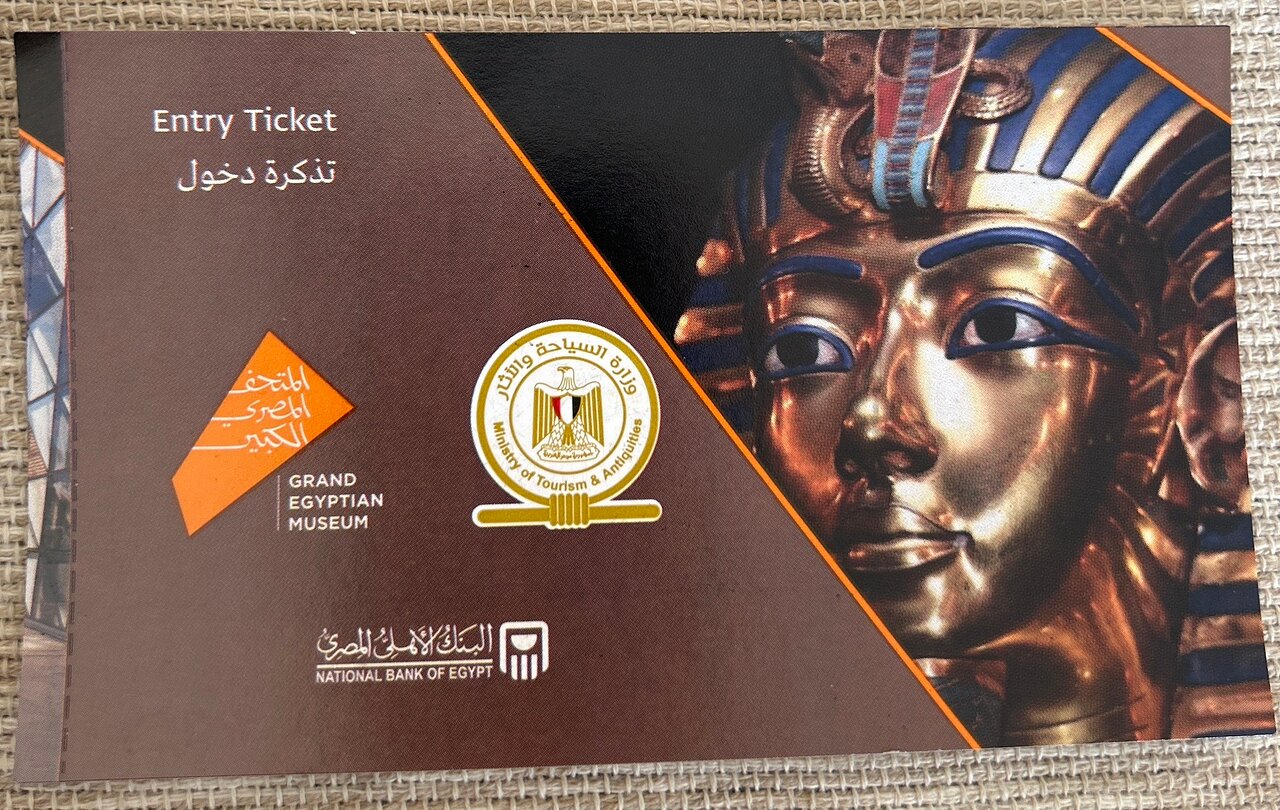 Entry Ticket
تذكرة دخول
المتحف
المصري
الكبير
GRAND
EGYPTIAN
MUSEUM
وزارة السياحة والآثار
Ministry of Tourism & Antiquities
البنك الأهلي المصري
NATIONAL BANK OF EGYPT